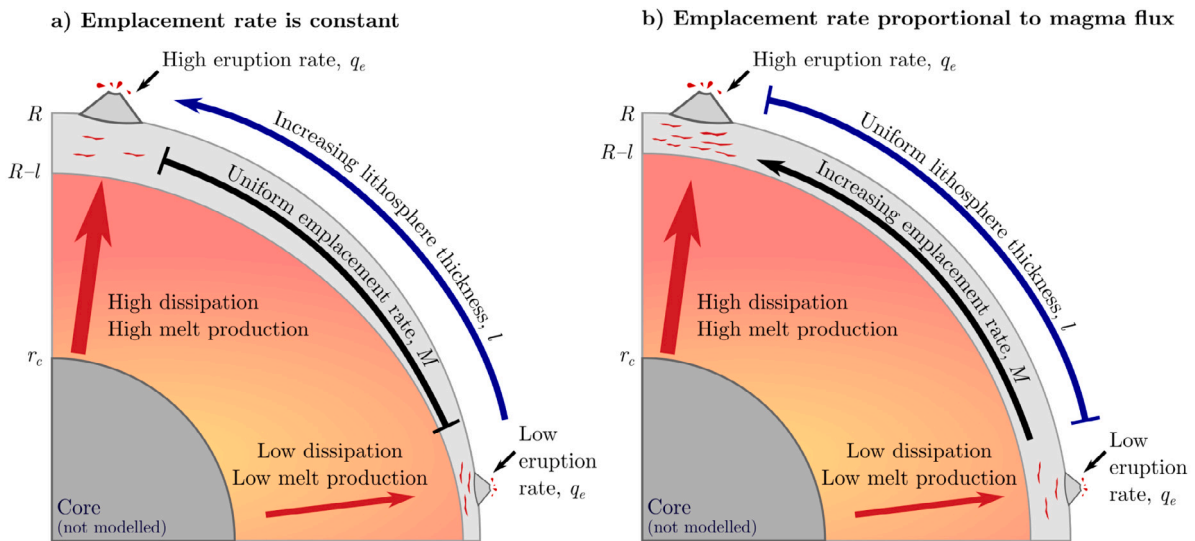 a) Emplacement rate is constant
High eruption rate, qₑ
R
R–l
r_c
Increasing lithosphere thickness, l
Uniform emplacement rate, M
High dissipation
High melt production
Low dissipation
Low melt production
Low
eruption
rate, qₑ
Core
(not modelled)
b) Emplacement rate proportional to magma flux
High eruption rate, qₑ
R
R–l
r_c
Uniform lithosphere thickness, l
Increasing emplacement rate, M
High dissipation
High melt production
Low dissipation
Low melt production
Low
eruption
rate, qₑ
Core
(not modelled)